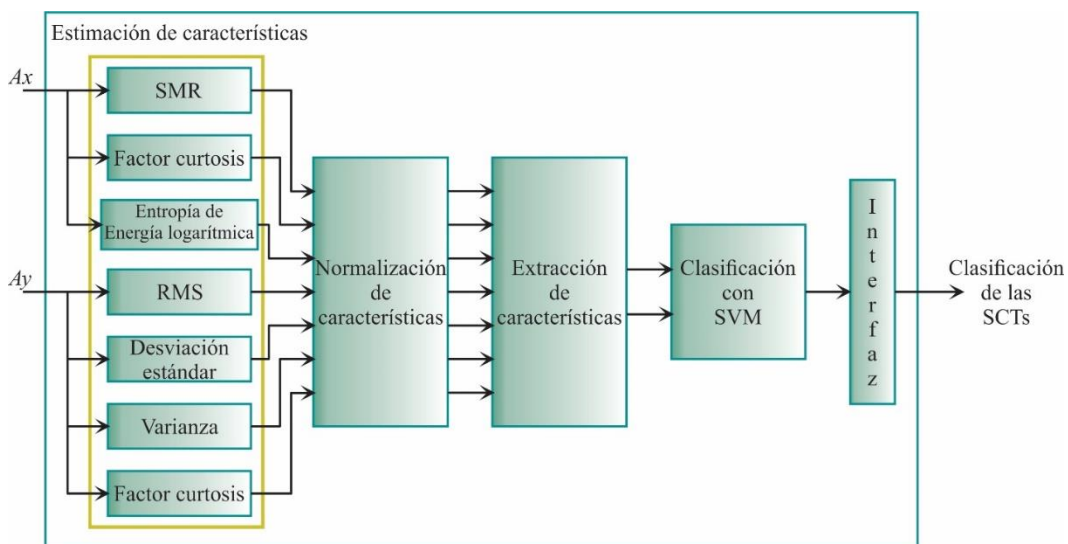 Estimación de características
Ax
SMR
Factor curtosis
Entropía de
Energía logarítmica
Ay
RMS
Desviación
estándar
Varianza
Factor curtosis
Normalización
de
características
Extracción
de
características
Clasificación
con
SVM
Interfaz
Clasificación
de las
SCTs